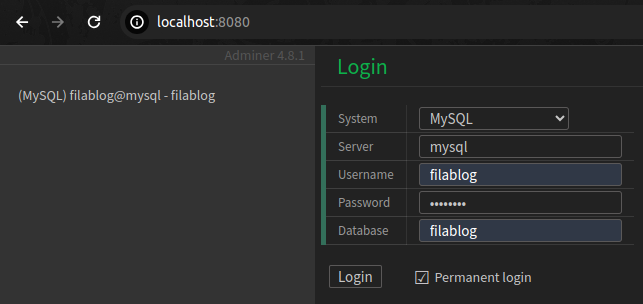 localhost:8080
Adminer 4.8.1
(MySQL) filablog@mysql - filablog
Login
System MySQL
Server mysql
Username filablog
Password ••••••••
Database filablog
Login Permanent login